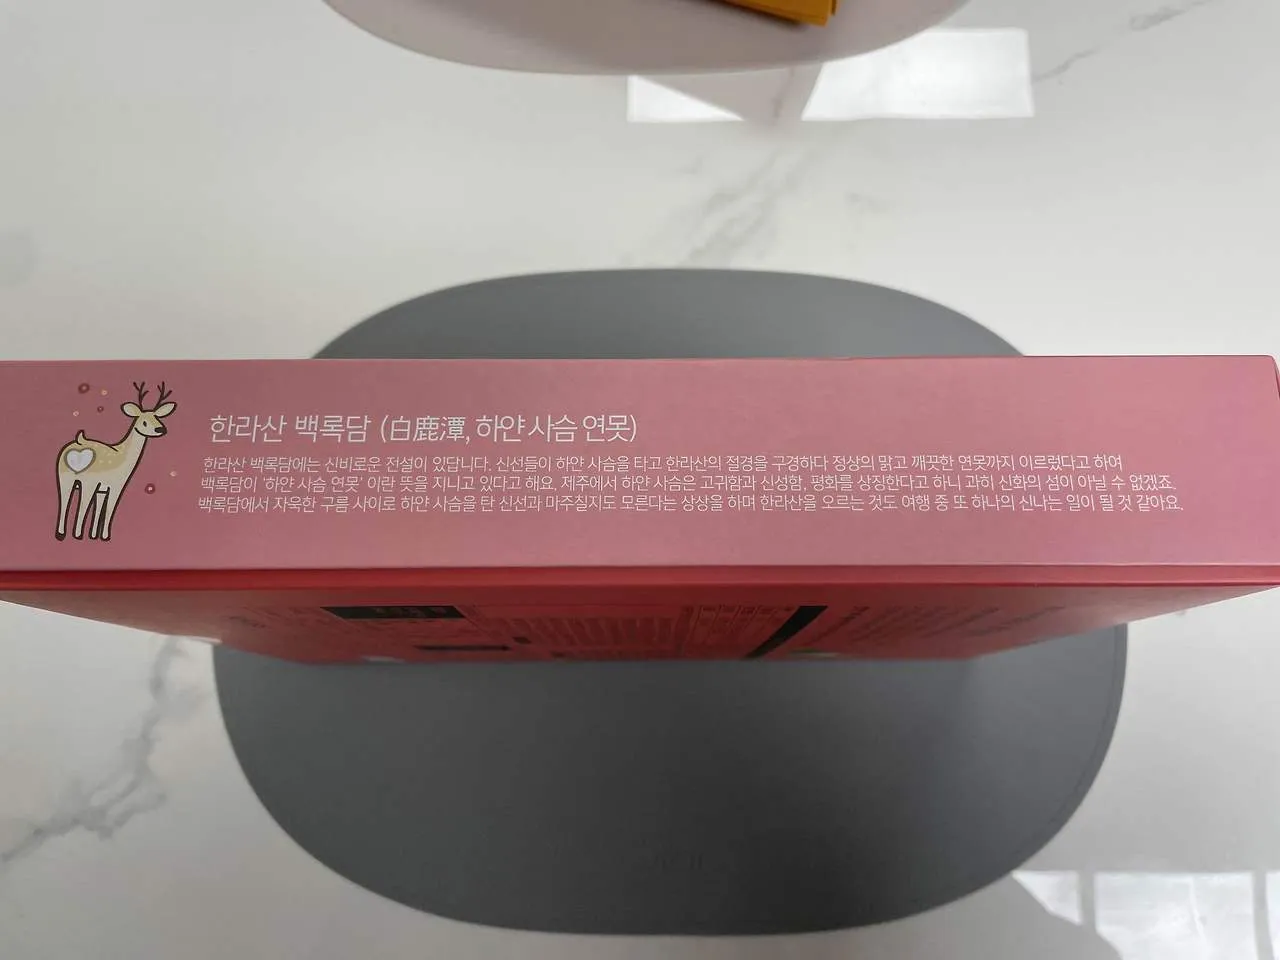 한라산 백록담 (白鹿潭, 하얀 사슴 연못)
한라산 백록담에는 신비로운 전설이 있답니다. 신선들이 하얀 사슴을 타고 한라산의 절경을 구경하다 정상의 맑고 깨끗한 연못까지 이르렀다고 하여
백록담이 '하얀 사슴 연못' 이란 뜻을 지니고 있다고 해요. 제주에서 하얀 사슴은 고귀함과 신성함, 평화를 상징한다고 하니 과히 신화의 섬이 아닐 수 없겠죠.
백록담에서 자욱한 구름 사이로 하얀 사슴을 탄 신선과 마주칠지도 모른다는 상상을 하며 한라산을 오르는 것도 여행 중 또 하나의 신나는 일이 될 것 같아요.